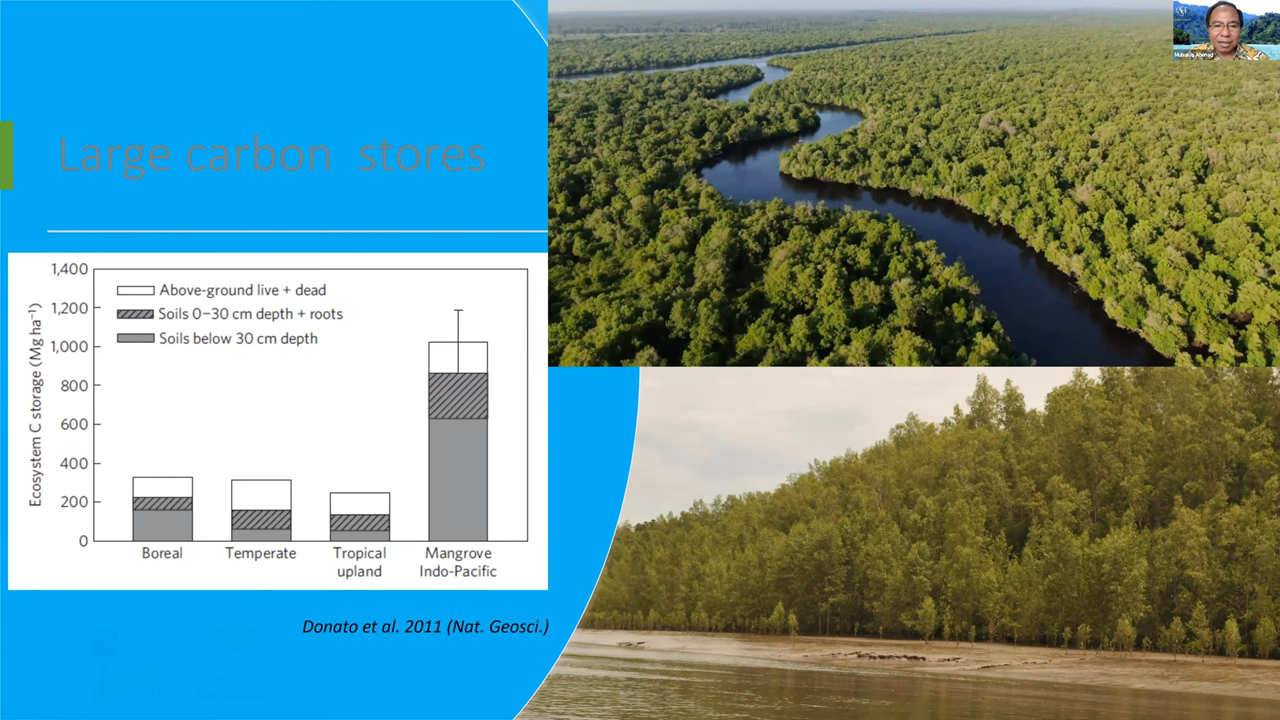 Large carbon stores
1,400
1,200
1,000
800
600
400
200
0
Ecosystem C storage (Mg ha⁻¹)
Above-ground live + dead
Soils 0–30 cm depth + roots
Soils below 30 cm depth
Boreal
Temperate
Tropical
upland
Mangrove
Indo-Pacific
Donato et al. 2011 (Nat. Geosci.)